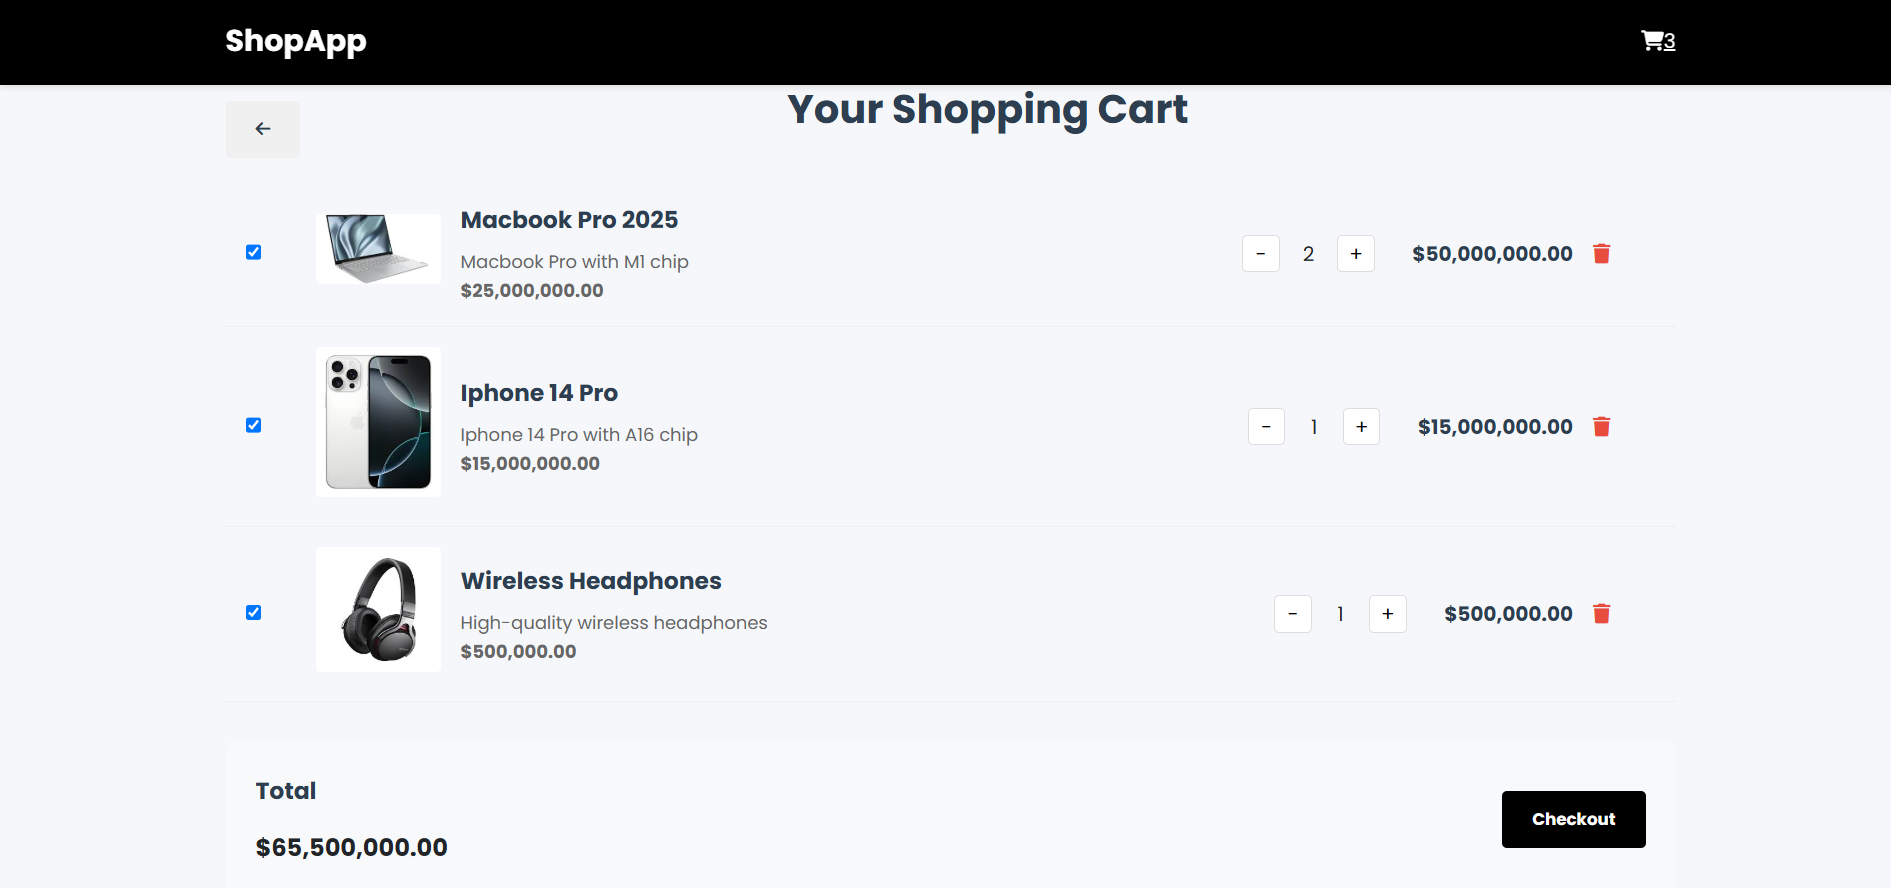 ShopApp
3
Your Shopping Cart
Macbook Pro 2025
Macbook Pro with M1 chip
$25,000,000.00
- 2 + $50,000,000.00
Iphone 14 Pro
Iphone 14 Pro with A16 chip
$15,000,000.00
- 1 + $15,000,000.00
Wireless Headphones
High-quality wireless headphones
$500,000.00
- 1 + $500,000.00
Total
$65,500,000.00
Checkout